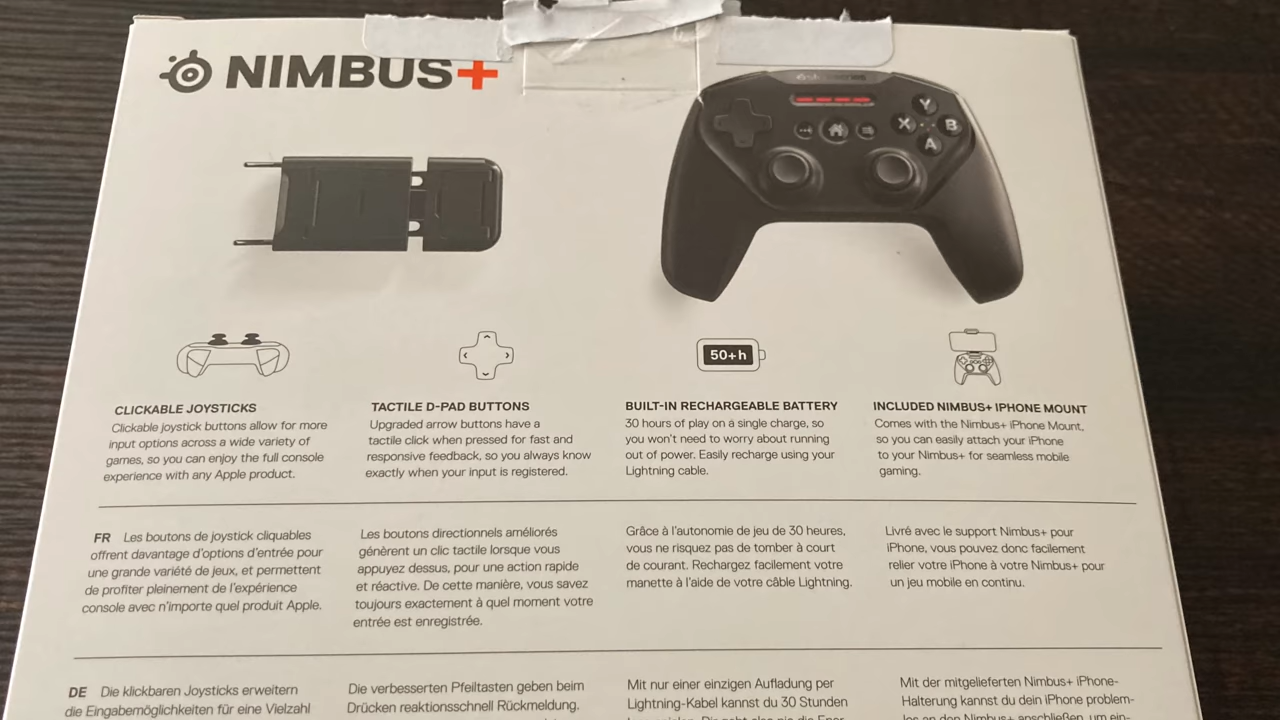 NIMBUS+
steelseries
Y
X
B
A
50+h
CLICKABLE JOYSTICKS
Clickable joystick buttons allow for more
input options across a wide variety of
games, so you can enjoy the full console
experience with any Apple product.
TACTILE D-PAD BUTTONS
Upgraded arrow buttons have a
tactile click when pressed for fast and
responsive feedback, so you always know
exactly when your input is registered.
BUILT-IN RECHARGEABLE BATTERY
30 hours of play on a single charge, so
you won't need to worry about running
out of power. Easily recharge using your
Lightning cable.
INCLUDED NIMBUS+ IPHONE MOUNT
Comes with the Nimbus+ iPhone Mount,
so you can easily attach your iPhone
to your Nimbus+ for seamless mobile
gaming.
FR Les boutons de joystick cliquables
offrent davantage d'options d'entrée pour
une grande variété de jeux, et permettent
de profiter pleinement de l'expérience
console avec n'importe quel produit Apple.
Les boutons directionnels améliorés
génèrent un clic tactile lorsque vous
appuyez dessus, pour une action rapide
et réactive. De cette manière, vous savez
toujours exactement à quel moment votre
entrée est enregistrée.
Grâce à l'autonomie de jeu de 30 heures,
vous ne risquez pas de tomber à court
de courant. Rechargez facilement votre
manette à l'aide de votre câble Lightning.
Livré avec le support Nimbus+ pour
iPhone, vous pouvez donc facilement
relier votre iPhone à votre Nimbus+ pour
un jeu mobile en continu.
DE Die klickbaren Joysticks erweitern
die Eingabemöglichkeiten für eine Vielzahl
Die verbesserten Pfeiltasten geben beim
Drücken reaktionsschnell Rückmeldung.
Mit nur einer einzigen Aufladung per
Lightning-Kabel kannst du 30 Stunden
Mit der mitgelieferten Nimbus+ iPhone-
Halterung kannst du dein iPhone problem-